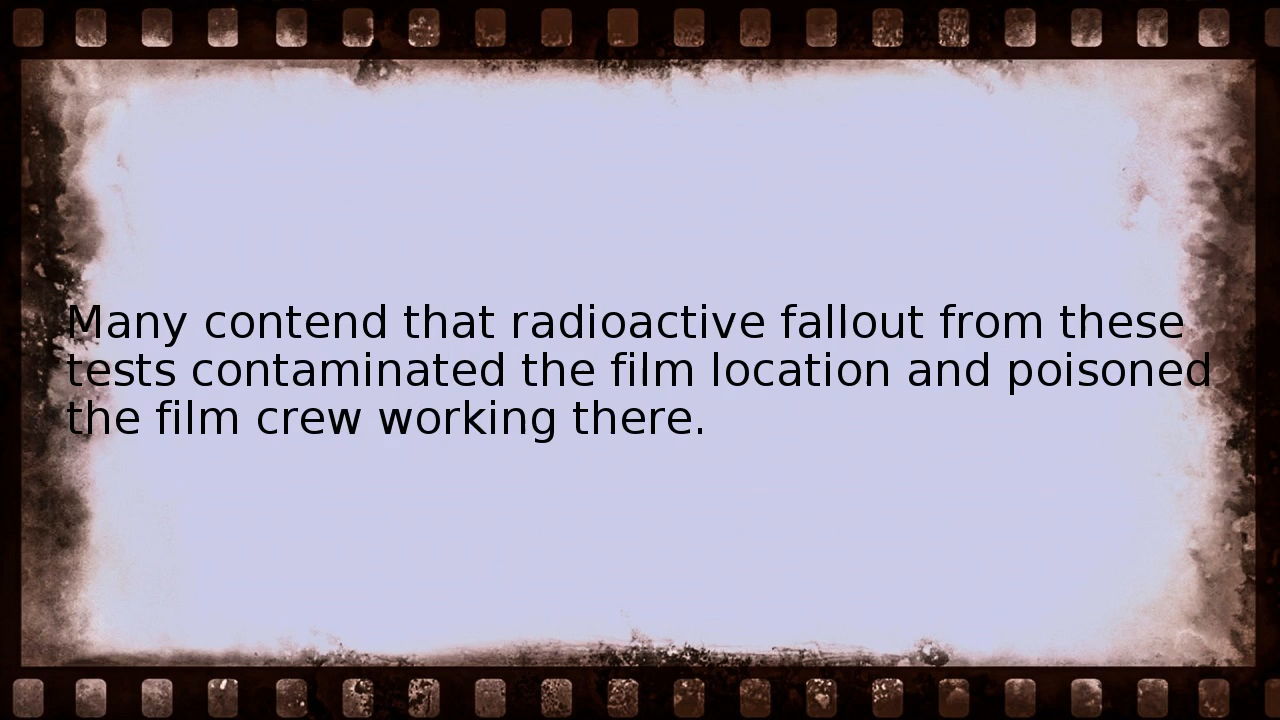 Many contend that radioactive fallout from these
tests contaminated the film location and poisoned
the film crew working there.